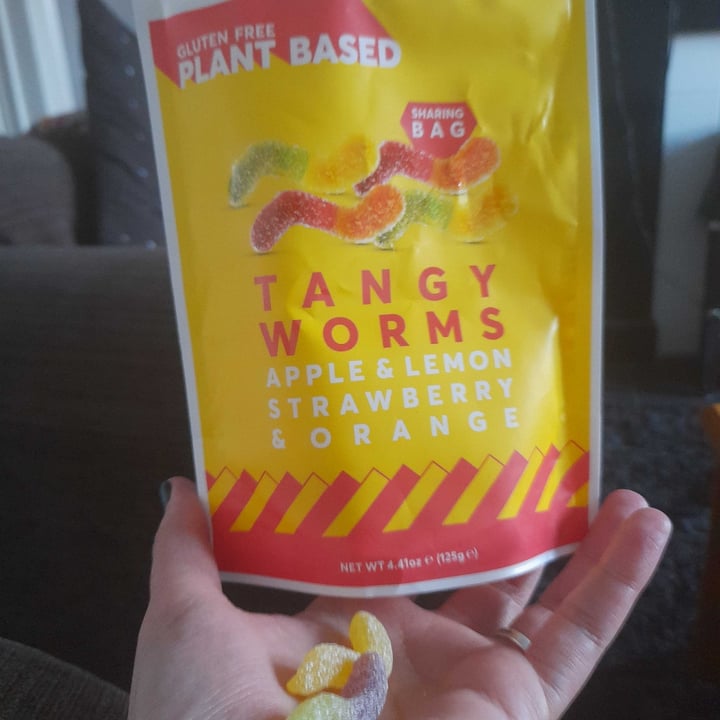 GLUTEN FREE
PLANT BASED
SHARING
BAG
TANGY
WORMS
APPLE & LEMON
STRAWBERRY
& ORANGE
NET WT 4.41oz e (125g e)